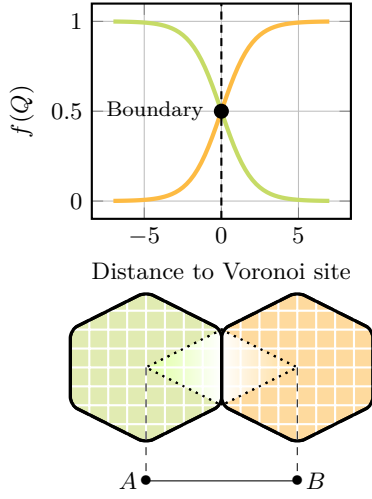 f(Q)
1
0.5
0
Boundary
−5 0 5
Distance to Voronoi site
A B